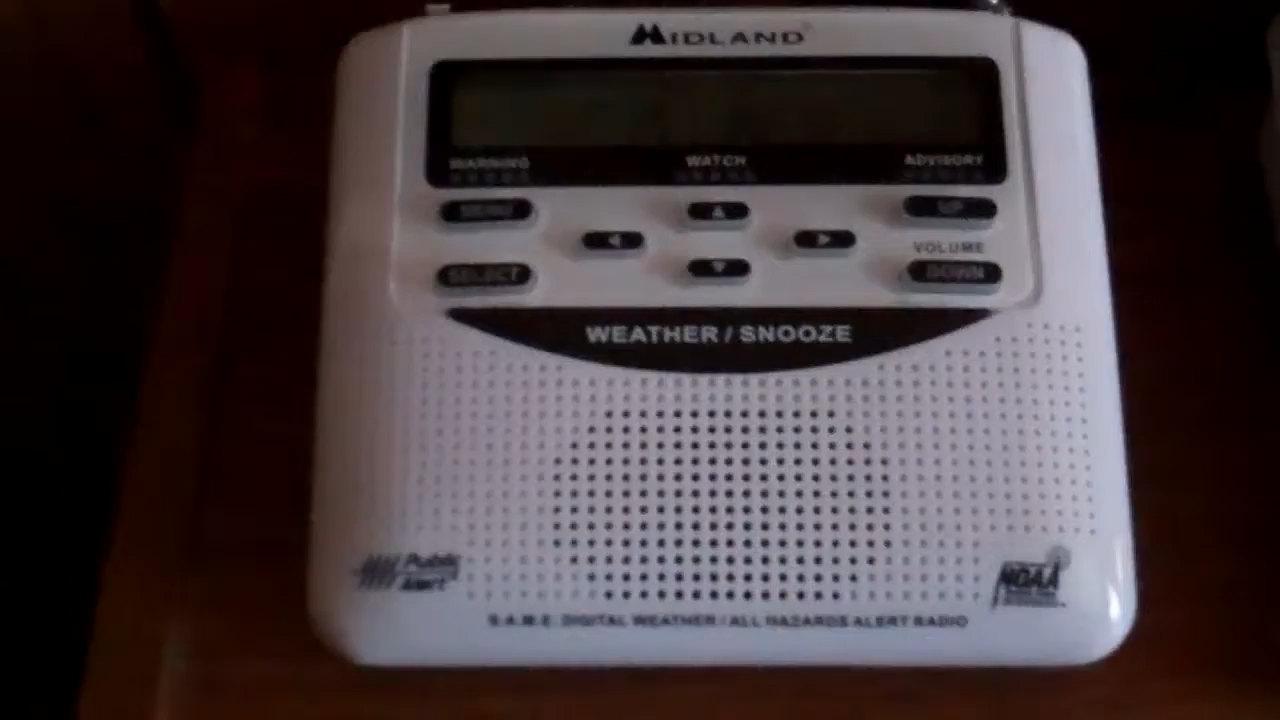 MIDLAND
WARNING WATCH ADVISORY
MENU UP
VOLUME
SELECT DOWN
WEATHER / SNOOZE
Public
Alert
NOAA
S.A.M.E. DIGITAL WEATHER / ALL HAZARDS ALERT RADIO